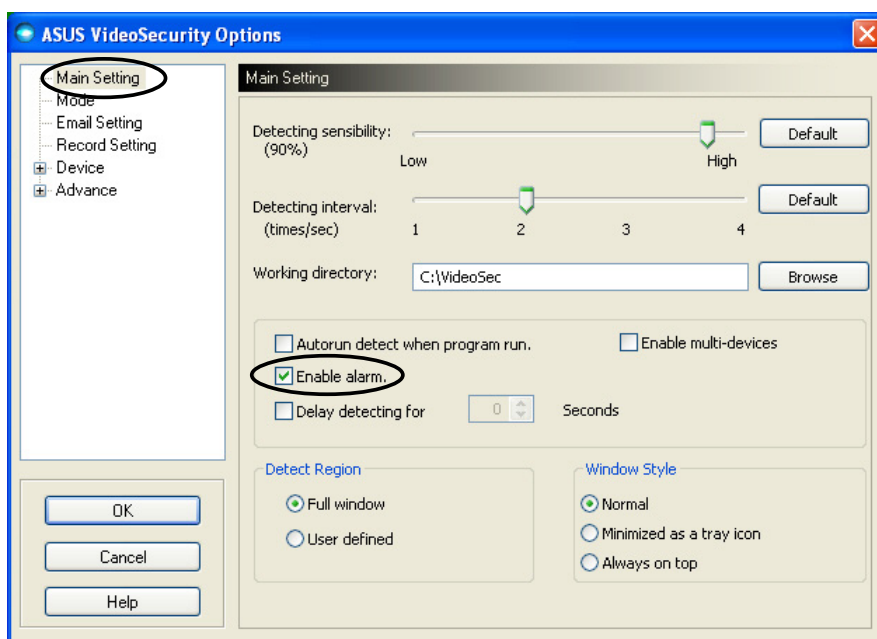 ASUS VideoSecurity Options
Main Setting
Mode
Email Setting
Record Setting
Device
Advance
OK
Cancel
Help
Main Setting
Detecting sensibility:
(90%)
Low
High
Default
Detecting interval:
(times/sec)
1
2
3
4
Default
Working directory:
C:\VideoSec
Browse
Autorun detect when program run.
Enable multi-devices
Enable alarm.
Delay detecting for
0
Seconds
Detect Region
Full window
User defined
Window Style
Normal
Minimized as a tray icon
Always on top